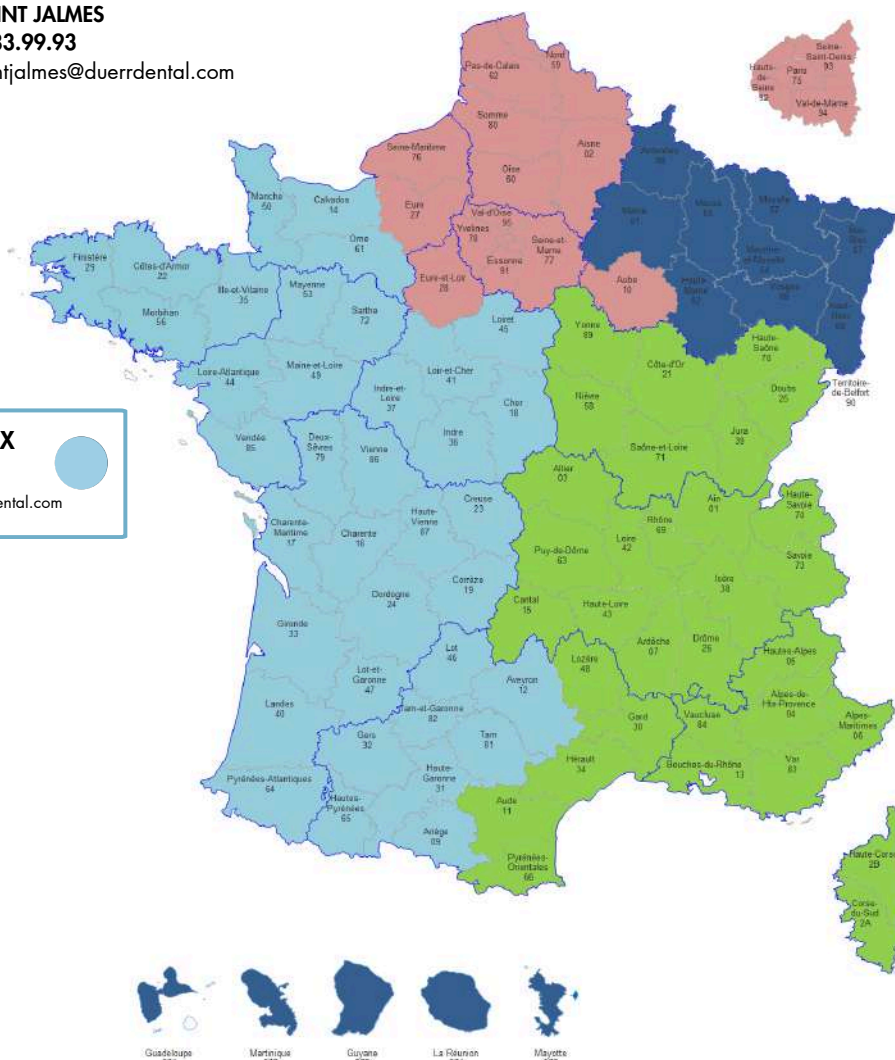 INT JALMES
33.99.93
ntjalmes@duerrdental.com
Nord
59
Pas-de-Calais
62
Somme
80
Aisne
02
Oise
60
Seine-Maritime
76
Eure
27
Val-d'Oise
95
Yvelines
78
Essonne
91
Seine-et-
Marne
77
Eure-et-Loir
28
Aube
10
Seine-
Saint-Denis
93
Hauts-
de-
Seine
92
Paris
75
Val-de-Marne
94
Manche
50
Calvados
14
Orne
61
Finistère
29
Côtes-d'Armor
22
Ille-et-Vilaine
35
Morbihan
56
Mayenne
53
Sarthe
72
Loire-Atlantique
44
Maine-et-Loire
49
Vendée
85
Loiret
45
Loir-et-Cher
41
Indre-et-
Loire
37
Cher
18
Indre
36
Deux-
Sèvres
79
Vienne
86
X
ental.com
Charente-
Maritime
17
Charente
16
Haute-
Vienne
87
Creuse
23
Corrèze
19
Dordogne
24
Gironde
33
Lot-et-
Garonne
47
Landes
40
Pyrénées-Atlantiques
64
Lot
46
Aveyron
12
Tarn-et-Garonne
82
Tarn
81
Gers
32
Haute-
Garonne
31
Hautes-
Pyrénées
65
Ariège
09
Haute-
Marne
52
Vosges
88
Marne
51
Yonne
89
Côte-d'Or
21
Haute-
Saône
70
Territoire-
de-Belfort
90
Doubs
25
Nièvre
58
Jura
39
Saône-et-Loire
71
Allier
03
Ain
01
Haute-
Savoie
74
Rhône
69
Loire
42
Puy-de-Dôme
63
Savoie
73
Isère
38
Cantal
15
Haute-Loire
43
Ardèche
07
Drôme
26
Hautes-Alpes
05
Lozère
48
Gard
30
Vaucluse
84
Alpes-de-
Hte-Provence
04
Alpes-
Maritimes
06
Hérault
34
Bouches-du-Rhône
13
Var
83
Aude
11
Pyrénées-
Orientales
66
Haute-Corse
2B
Corse-
du-Sud
2A
Guadeloupe
Martinique
Guyane
La Réunion
Mayotte